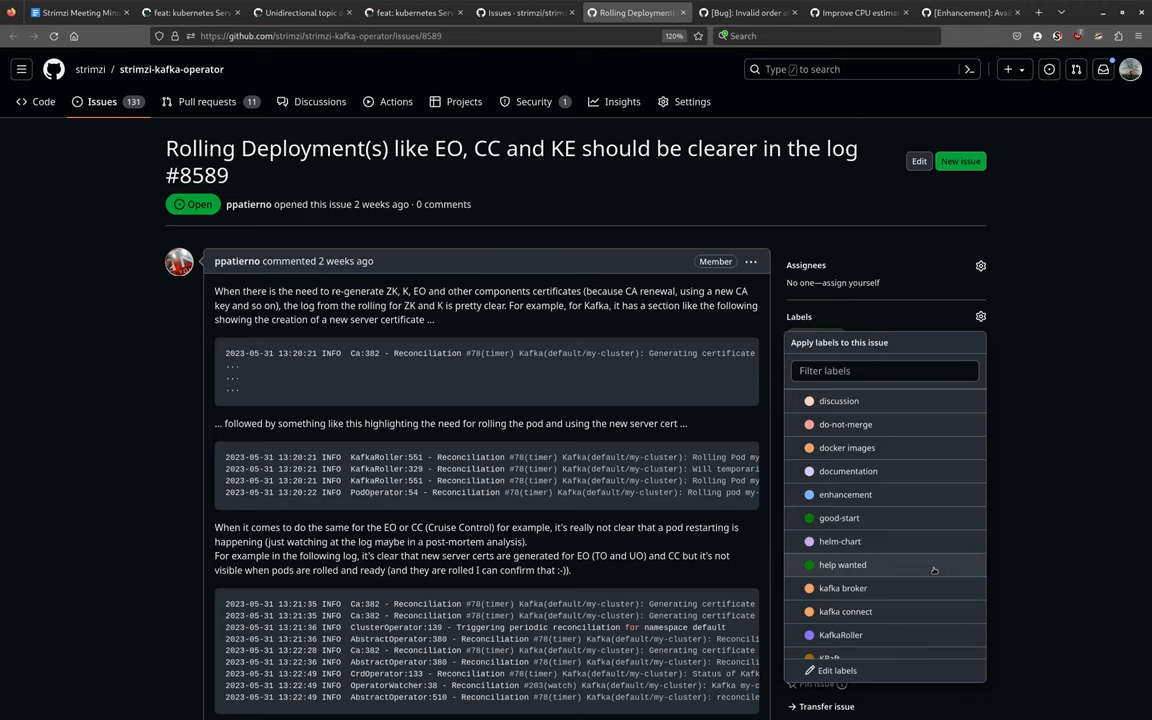 Strimzi Meeting Minu
feat: kubernetes Serv
Unidirectional topic o
feat: kubernetes Serv
Issues · strimzi/strimz
Rolling Deployment(
[Bug]: Invalid order of
Improve CPU estimat
[Enhancement]: Ava
https://github.com/strimzi/strimzi-kafka-operator/issues/8589
120%
Search
strimzi / strimzi-kafka-operator
Type / to search
Code
Issues 131
Pull requests 11
Discussions
Actions
Projects
Security 1
Insights
Settings
Rolling Deployment(s) like EO, CC and KE should be clearer in the log
#8589
Edit
New issue
Open
ppatierno opened this issue 2 weeks ago · 0 comments
ppatierno commented 2 weeks ago
Member
When there is the need to re-generate ZK, K, EO and other components certificates (because CA renewal, using a new CA
key and so on), the log from the rolling for ZK and K is pretty clear. For example, for Kafka, it has a section like the following
showing the creation of a new server certificate ...
2023-05-31 13:20:21 INFO Ca:382 - Reconciliation #78(timer) Kafka(default/my-cluster): Generating certificate
...
...
...
... followed by something like this highlighting the need for rolling the pod and using the new server cert ...
2023-05-31 13:20:21 INFO KafkaRoller:551 - Reconciliation #78(timer) Kafka(default/my-cluster): Rolling Pod my
2023-05-31 13:20:21 INFO KafkaRoller:329 - Reconciliation #78(timer) Kafka(default/my-cluster): Will temporari
2023-05-31 13:20:21 INFO KafkaRoller:551 - Reconciliation #78(timer) Kafka(default/my-cluster): Rolling Pod my
2023-05-31 13:20:22 INFO PodOperator:54 - Reconciliation #78(timer) Kafka(default/my-cluster): Rolling pod my-
When it comes to do the same for the EO or CC (Cruise Control) for example, it's really not clear that a pod restarting is
happening (just watching at the log maybe in a post-mortem analysis).
For example in the following log, it's clear that new server certs are generated for EO (TO and UO) and CC but it's not
visible when pods are rolled and ready (and they are rolled I can confirm that :-)).
2023-05-31 13:21:35 INFO Ca:382 - Reconciliation #78(timer) Kafka(default/my-cluster): Generating certificate
2023-05-31 13:21:35 INFO Ca:382 - Reconciliation #78(timer) Kafka(default/my-cluster): Generating certificate
2023-05-31 13:21:36 INFO ClusterOperator:139 - Triggering periodic reconciliation for namespace default
2023-05-31 13:21:36 INFO AbstractOperator:380 - Reconciliation #78(timer) Kafka(default/my-cluster): Reconcili
2023-05-31 13:22:28 INFO Ca:382 - Reconciliation #78(timer) Kafka(default/my-cluster): Generating certificate
2023-05-31 13:22:36 INFO AbstractOperator:380 - Reconciliation #78(timer) Kafka(default/my-cluster): Reconcili
2023-05-31 13:22:49 INFO CrdOperator:133 - Reconciliation #78(timer) Kafka(default/my-cluster): Status of Kafk
2023-05-31 13:22:49 INFO OperatorWatcher:38 - Reconciliation #203(watch) Kafka(default/my-cluster): Kafka my-c
2023-05-31 13:22:49 INFO AbstractOperator:510 - Reconciliation #78(timer) Kafka(default/my-cluster): reconcile
Assignees
No one—assign yourself
Labels
Apply labels to this issue
Filter labels
discussion
do-not-merge
docker images
documentation
enhancement
good-start
helm-chart
help wanted
kafka broker
kafka connect
KafkaRoller
KRaft
Edit labels
Pin issue
Transfer issue